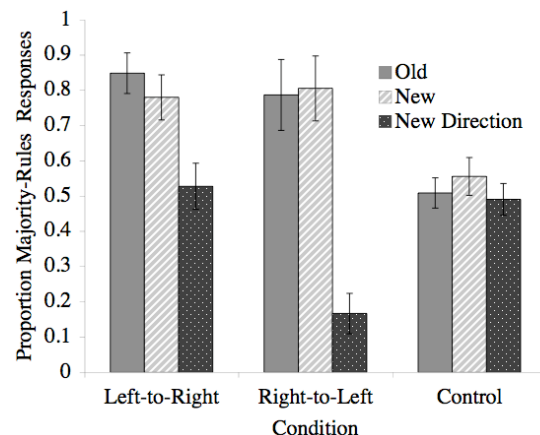 Proportion Majority-Rules Responses
1
0.9
0.8
0.7
0.6
0.5
0.4
0.3
0.2
0.1
0
Old
New
New Direction
Left-to-Right
Right-to-Left
Control
Condition